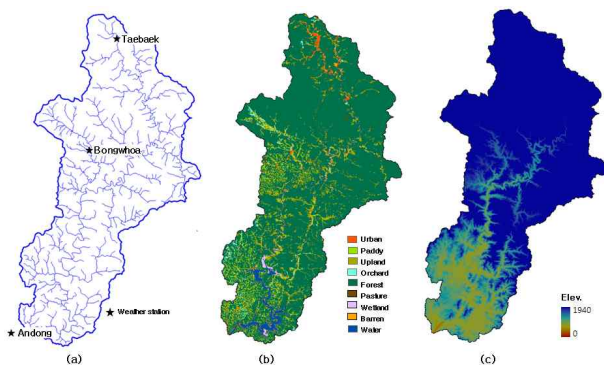 Taebaek
Bongwhoa
Weather station
Andong
(a)
Urban
Paddy
Upland
Orchard
Forest
Pasture
Wetland
Barren
Water
(b)
Elev.
1940
0
(c)